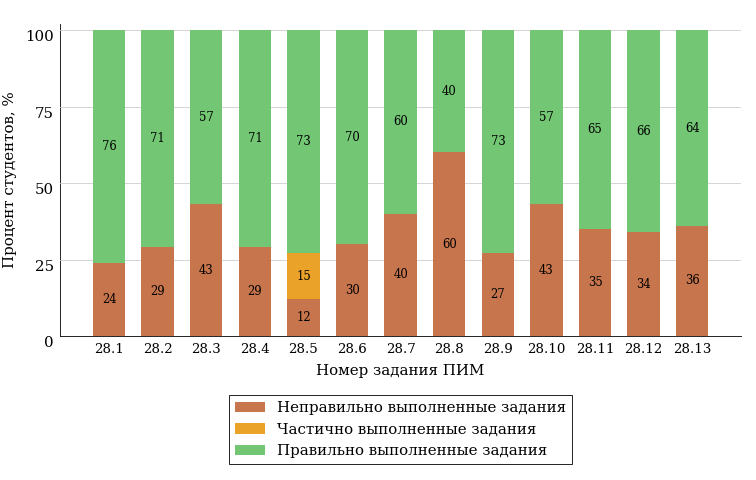 100
75
50
25
0
Процент студентов, %
76 71 57 71 73 70 60 40 73 57 65 66 64
15
24 29 43 29 12 30 40 60 27 43 35 34 36
28.1 28.2 28.3 28.4 28.5 28.6 28.7 28.8 28.9 28.10 28.11 28.12 28.13
Номер задания ПИМ
Неправильно выполненные задания
Частично выполненные задания
Правильно выполненные задания